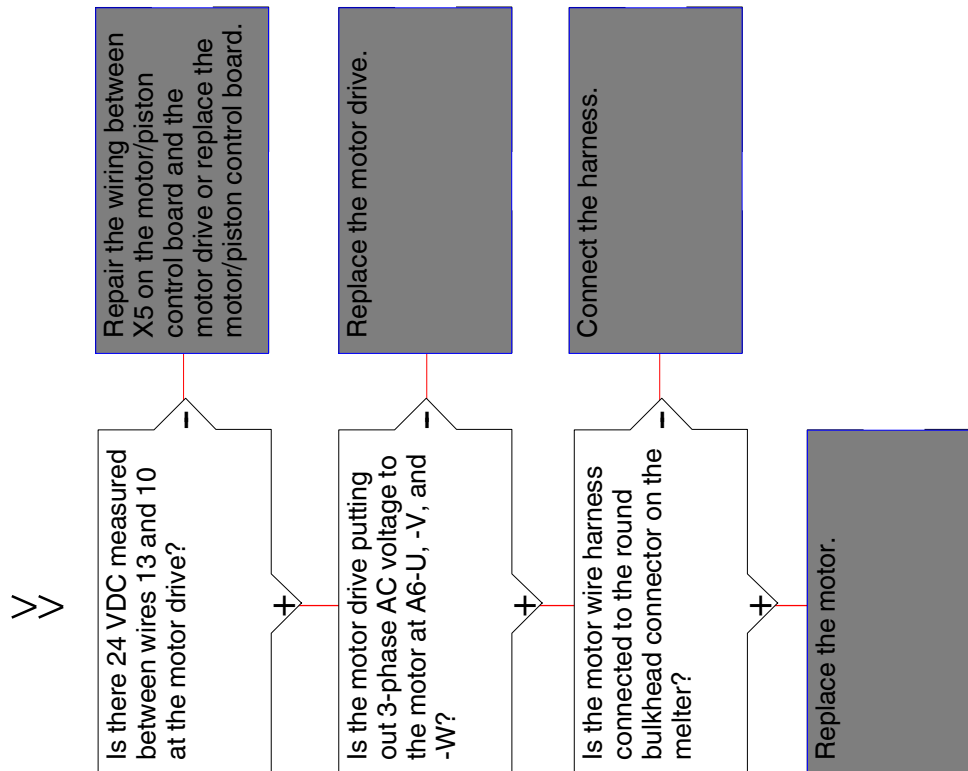 >>
Is there 24 VDC measured
between wires 13 and 10
at the motor drive?
-
+
Repair the wiring between
X5 on the motor/piston
control board and the
motor drive or replace the
motor/piston control board.
Is the motor drive putting
out 3-phase AC voltage to
the motor at A6-U, -V, and
-W?
-
+
Replace the motor drive.
Is the motor wire harness
connected to the round
bulkhead connector on the
melter?
-
+
Connect the harness.
Replace the motor.